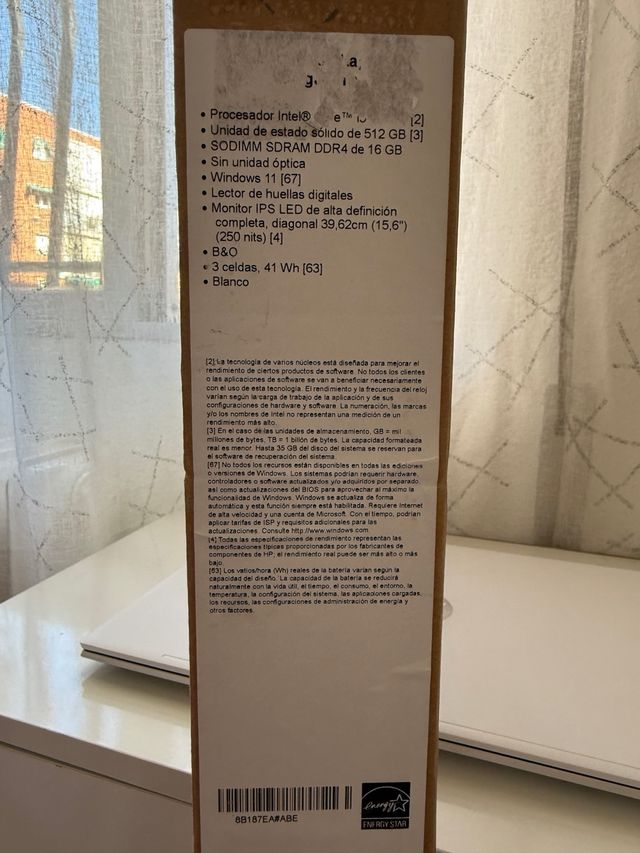 • Procesador Intel® [2]
• Unidad de estado sólido de 512 GB [3]
• SODIMM SDRAM DDR4 de 16 GB
• Sin unidad óptica
• Windows 11 [67]
• Lector de huellas digitales
• Monitor IPS LED de alta definición
completa, diagonal 39,62cm (15,6")
(250 nits) [4]
• B&O
• 3 celdas, 41 Wh [63]
• Blanco
[2] La tecnología de varios núcleos está diseñada para mejorar el
rendimiento de ciertos productos de software. No todos los clientes
o las aplicaciones de software se van a beneficiar necesariamente
con el uso de esta tecnología. El rendimiento y la frecuencia del reloj
varían según la carga de trabajo de la aplicación y de sus
configuraciones de hardware y software. La numeración, las marcas
y/o los nombres de Intel no representan una medición de un
rendimiento más alto.
[3] En el caso de las unidades de almacenamiento, GB = mil
millones de bytes, TB = 1 billón de bytes. La capacidad formateada
real es menor. Hasta 35 GB del disco del sistema se reservan para
el software de recuperación del sistema.
[67] No todos los recursos están disponibles en todas las ediciones
o versiones de Windows. Los sistemas podrían requerir hardware,
controladores o software actualizados y/o adquiridos por separado,
así como actualizaciones del BIOS para aprovechar al máximo la
funcionalidad de Windows. Windows se actualiza de forma
automática y esta función siempre está habilitada. Requiere Internet
de alta velocidad y una cuenta de Microsoft. Con el tiempo, podrían
aplicar tarifas de ISP y requisitos adicionales para las
actualizaciones. Consulte http://www.windows.com.
[4] Todas las especificaciones de rendimiento representan las
especificaciones típicas proporcionadas por los fabricantes de
componentes de HP; el rendimiento real puede ser más alto o más
bajo.
[63] Los vatios/hora (Wh) reales de la batería varían según la
capacidad del diseño. La capacidad de la batería se reducirá
naturalmente con la vida útil, el tiempo, el consumo, el entorno, la
temperatura, la configuración del sistema, las aplicaciones cargadas,
los recursos, las configuraciones de administración de energía y
otros factores.
8B187EA#ABE
energy
ENERGY STAR